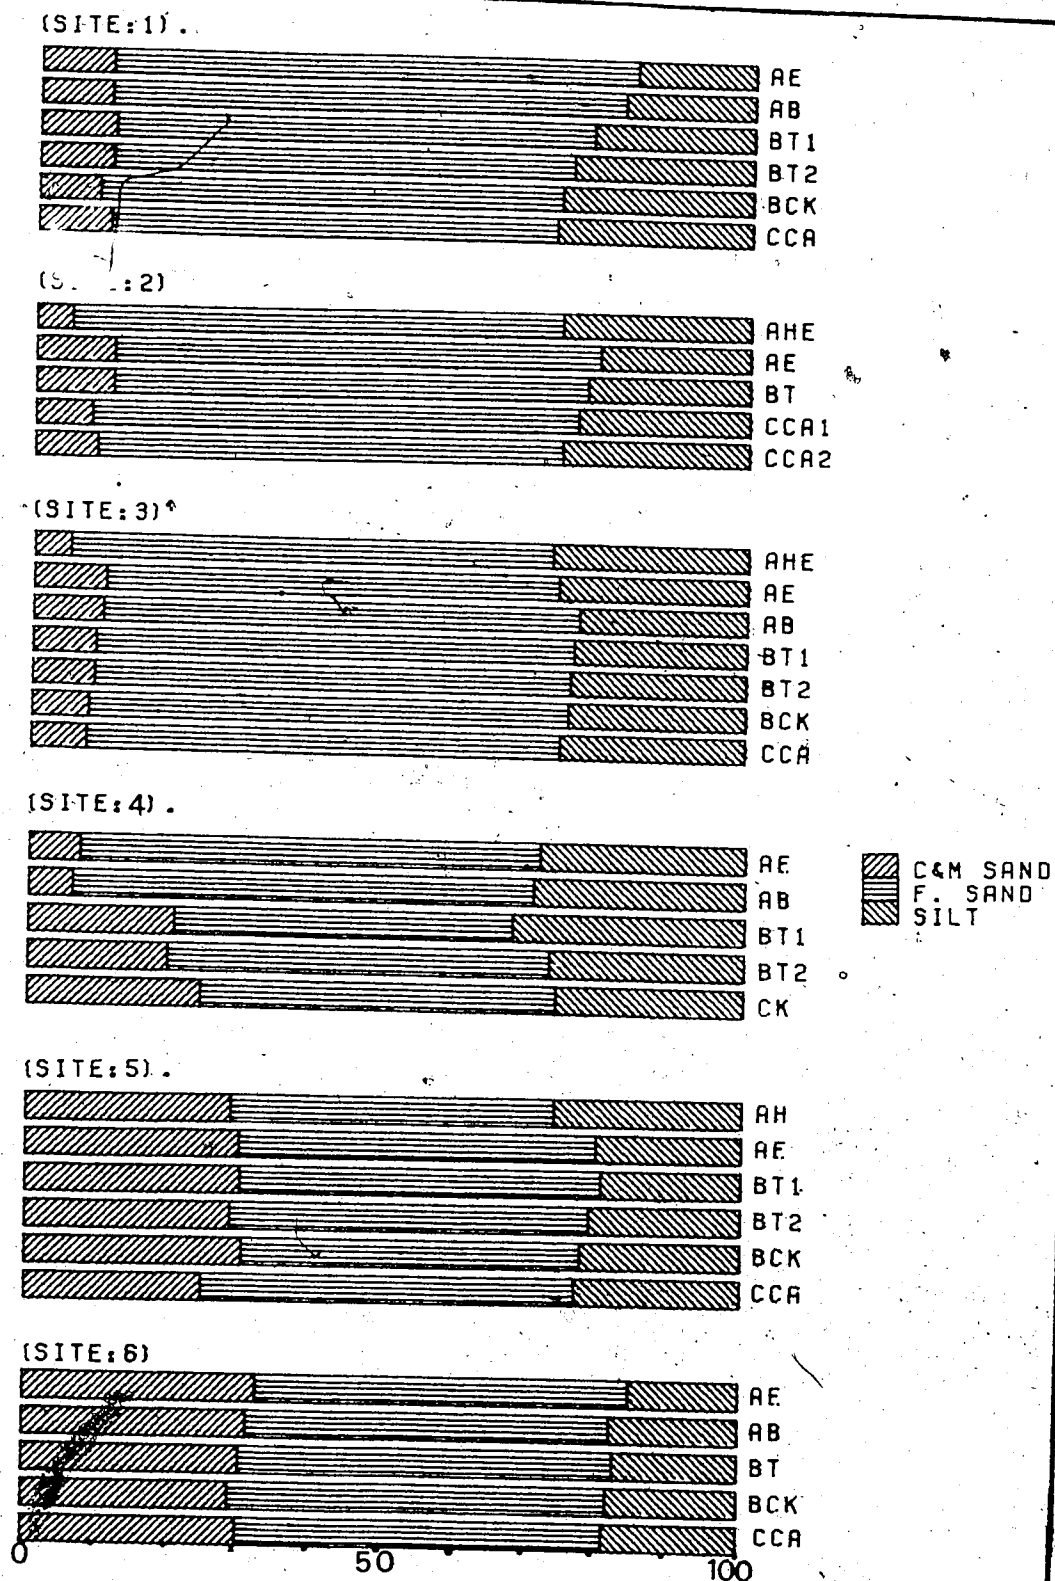 (SITE:1).
AE
AB
BT1
BT2
BCK
CCA
:2)
AHE
AE
BT
CCA1
CCA2
(SITE:3)
AHE
AE
AB
BT1
BT2
BCK
CCA
(SITE:4).
AE
AB
BT1
BT2
CK
C&M SAND
F. SAND
SILT
(SITE:5).
AH
AE
BT1
BT2
BCK
CCA
(SITE:6)
AE
AB
BT
BCK
CCA
0 50 100